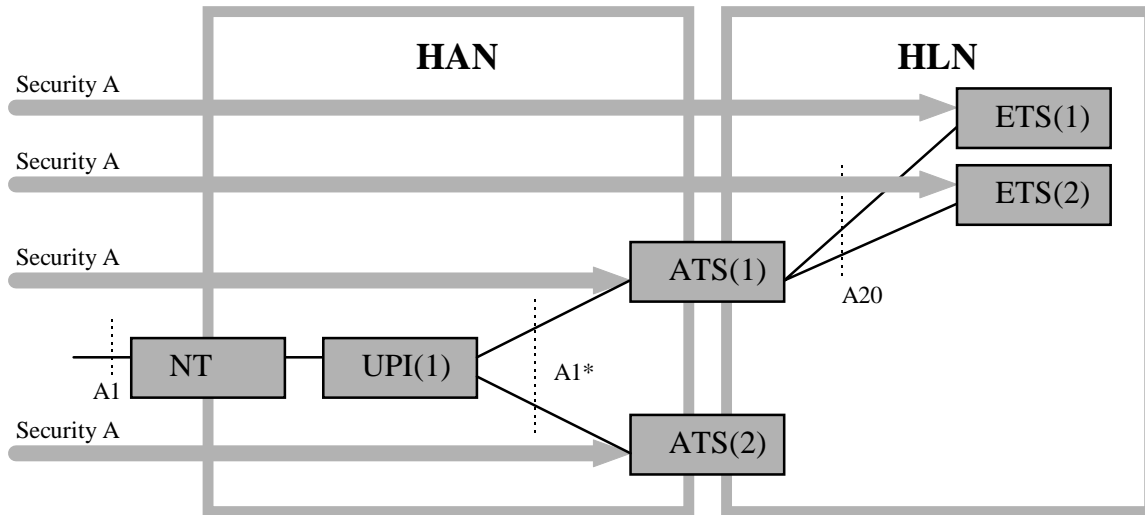 HAN
HLN
Security A
ETS(1)
Security A
ETS(2)
Security A
ATS(1)
A20
NT
UPI(1)
A1*
A1
Security A
ATS(2)